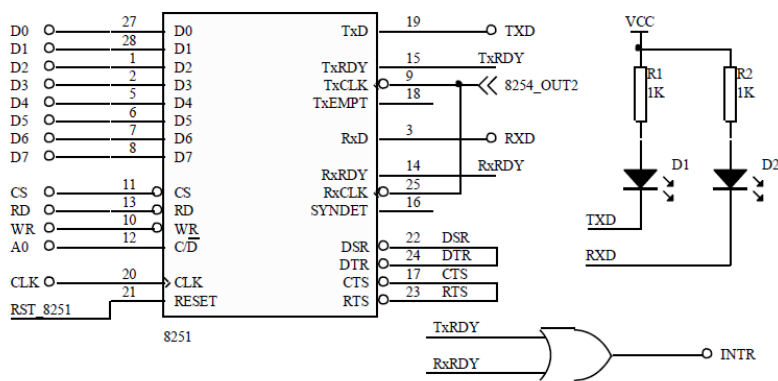 D0 27 D0 TxD 19 TXD
D1 28 D1
D2 1 D2 TxRDY 15 TxRDY
D3 2 D3 TxCLK 9 8254_OUT2
D4 5 D4 TxEMPT 18
D5 6 D5
D6 7 D6 RxD 3 RXD
D7 8 D7
RxRDY 14 RxRDY
CS 11 CS RxCLK 25
RD 13 RD SYNDET 16
WR 10 WR
A0 12 C/D DSR 22 DSR
DTR 24 DTR
CLK 20 CLK CTS 17 CTS
RST_8251 21 RESET RTS 23 RTS
8251
VCC
R1 1K
R2 1K
D1
D2
TXD
RXD
TxRDY
RxRDY
INTR